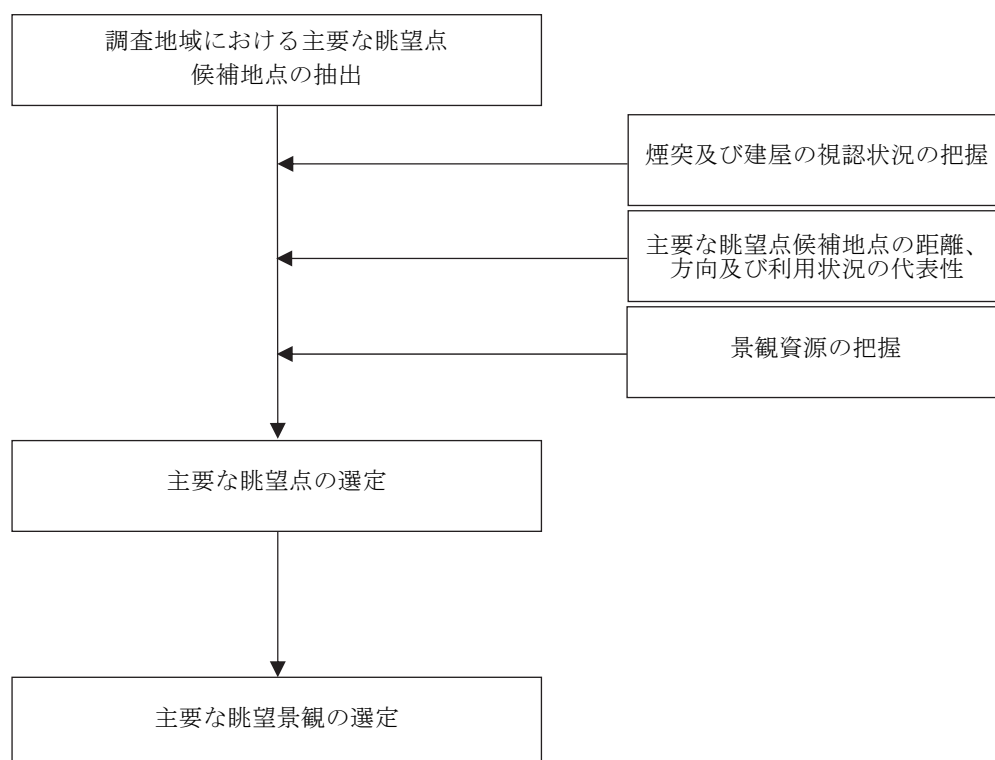 調査地域における主要な眺望点
候補地点の抽出
煙突及び建屋の視認状況の把握
主要な眺望点候補地点の距離、
方向及び利用状況の代表性
景観資源の把握
主要な眺望点の選定
主要な眺望景観の選定